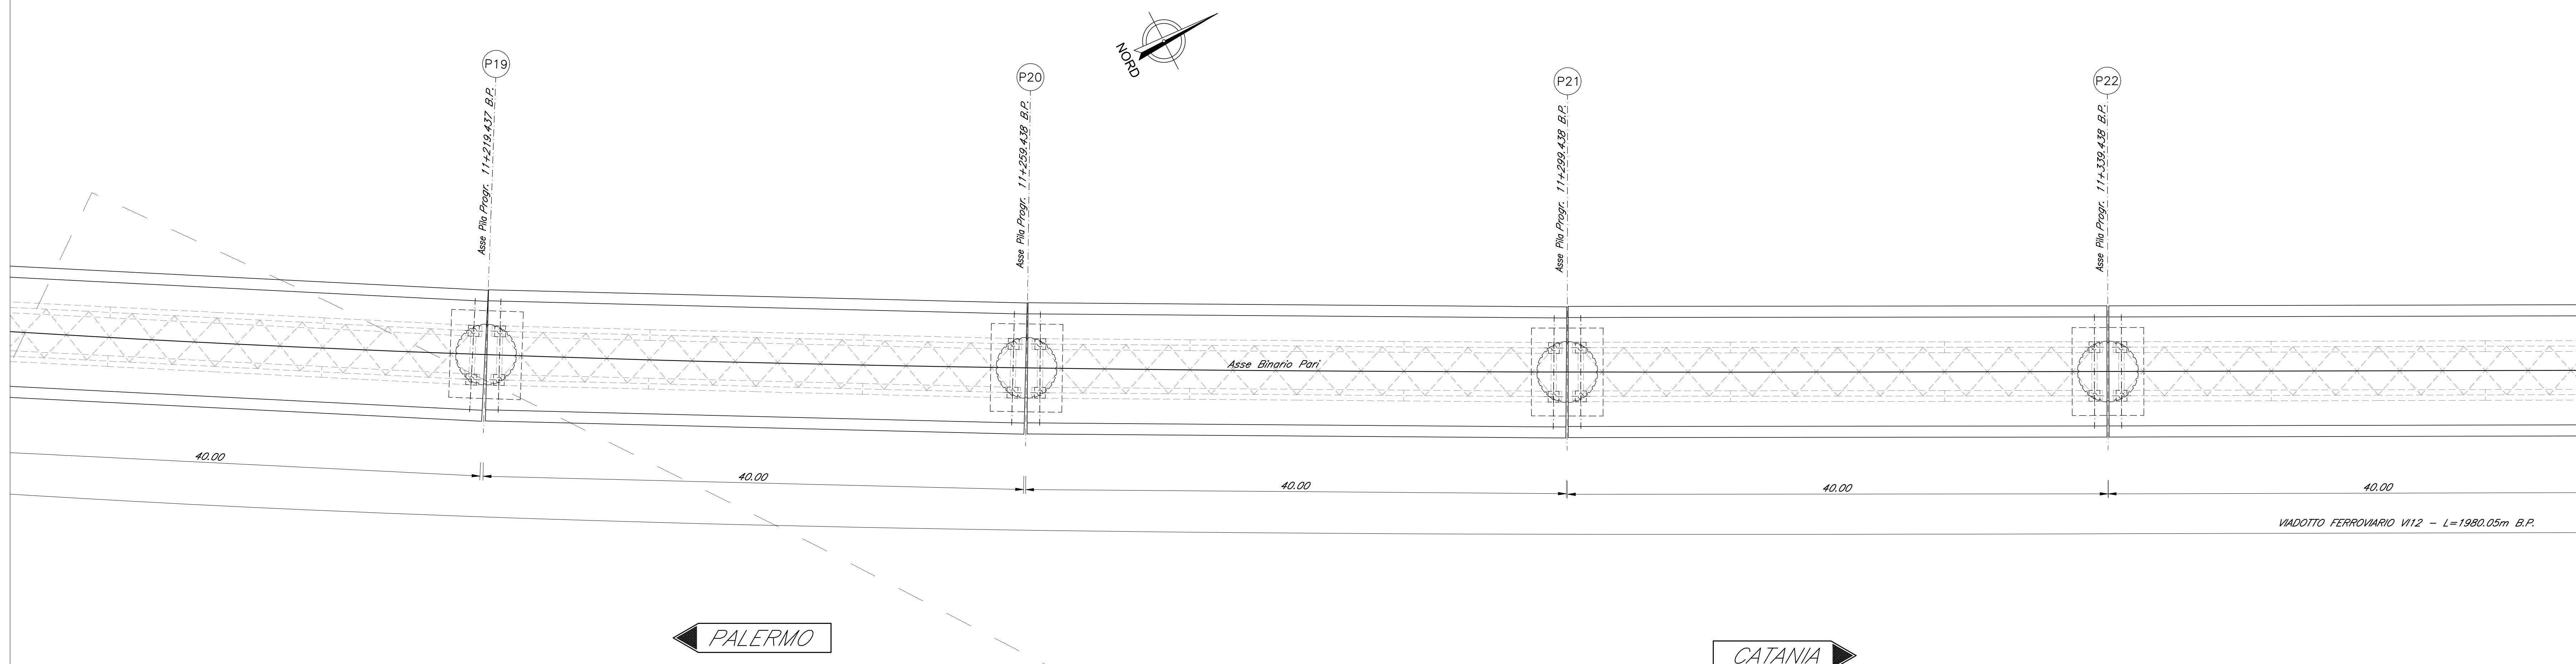 NORD
P19
P20
P21
P22
Asse Pila Progr. 11+219.437 B.P.
Asse Pila Progr. 11+259.438 B.P.
Asse Pila Progr. 11+299.438 B.P.
Asse Pila Progr. 11+339.438 B.P.
Asse Binario Pari
40.00
40.00
40.00
40.00
40.00
VIADOTTO FERROVIARIO VI12 - L=1980.05m B.P.
PALERMO
CATANIA